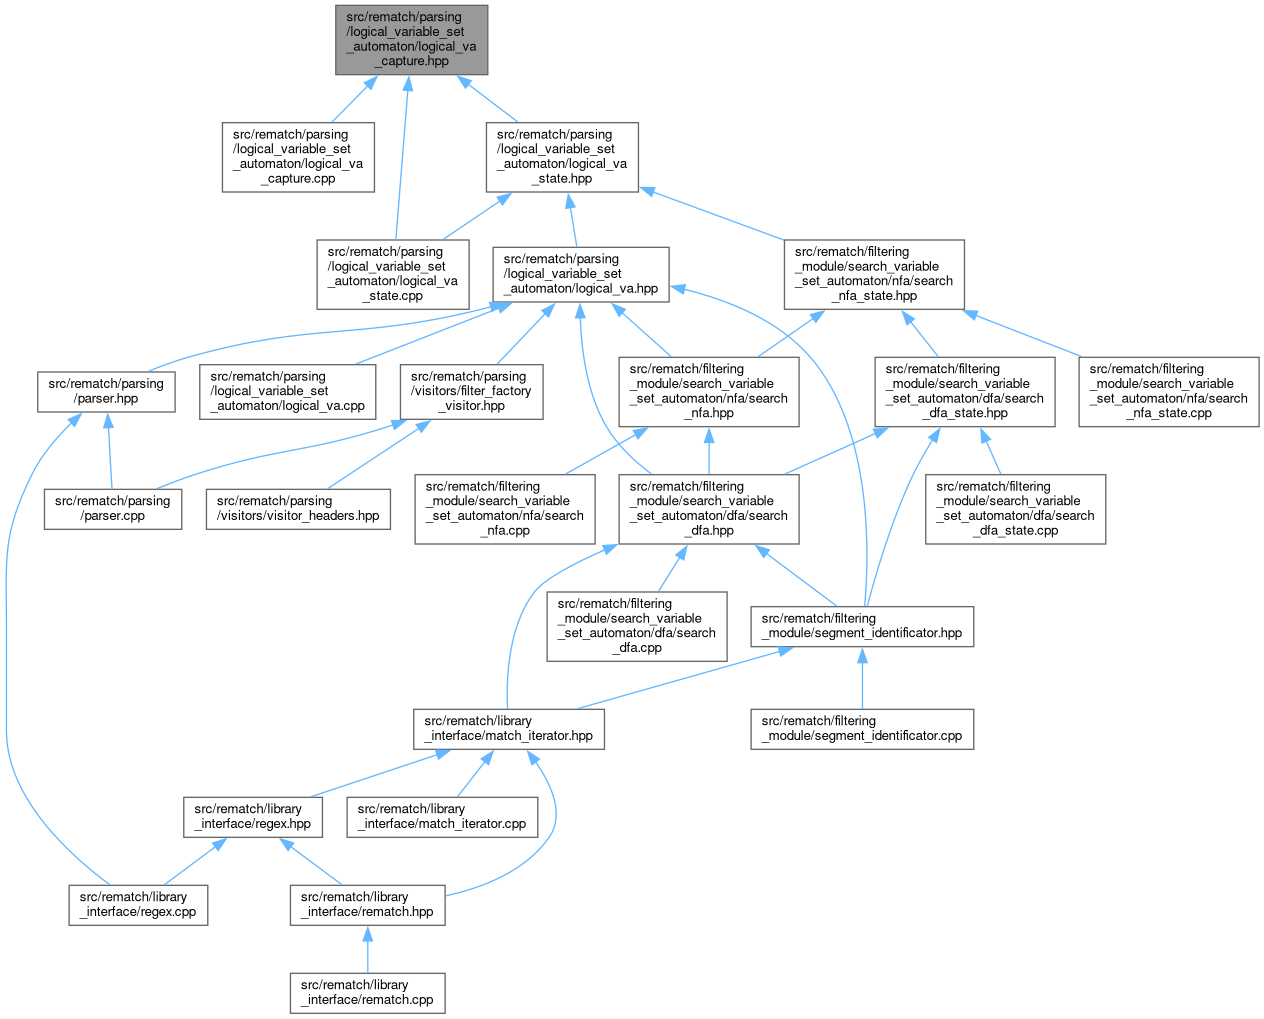 src/rematch/parsing
/logical_variable_set
_automaton/logical_va
_capture.hpp
src/rematch/parsing
/logical_variable_set
_automaton/logical_va
_capture.cpp
src/rematch/parsing
/logical_variable_set
_automaton/logical_va
_state.hpp
src/rematch/parsing
/logical_variable_set
_automaton/logical_va
_state.cpp
src/rematch/parsing
/logical_variable_set
_automaton/logical_va.hpp
src/rematch/filtering
_module/search_variable
_set_automaton/nfa/search
_nfa_state.hpp
src/rematch/parsing
/parser.hpp
src/rematch/parsing
/logical_variable_set
_automaton/logical_va.cpp
src/rematch/parsing
/visitors/filter_factory
_visitor.hpp
src/rematch/filtering
_module/search_variable
_set_automaton/nfa/search
_nfa.hpp
src/rematch/filtering
_module/search_variable
_set_automaton/dfa/search
_dfa_state.hpp
src/rematch/filtering
_module/search_variable
_set_automaton/nfa/search
_nfa_state.cpp
src/rematch/parsing
/parser.cpp
src/rematch/parsing
/visitors/visitor_headers.hpp
src/rematch/filtering
_module/search_variable
_set_automaton/nfa/search
_nfa.cpp
src/rematch/filtering
_module/search_variable
_set_automaton/dfa/search
_dfa.hpp
src/rematch/filtering
_module/search_variable
_set_automaton/dfa/search
_dfa_state.cpp
src/rematch/filtering
_module/search_variable
_set_automaton/dfa/search
_dfa.cpp
src/rematch/filtering
_module/segment_identificator.hpp
src/rematch/library
_interface/match_iterator.hpp
src/rematch/filtering
_module/segment_identificator.cpp
src/rematch/library
_interface/regex.hpp
src/rematch/library
_interface/match_iterator.cpp
src/rematch/library
_interface/regex.cpp
src/rematch/library
_interface/rematch.hpp
src/rematch/library
_interface/rematch.cpp